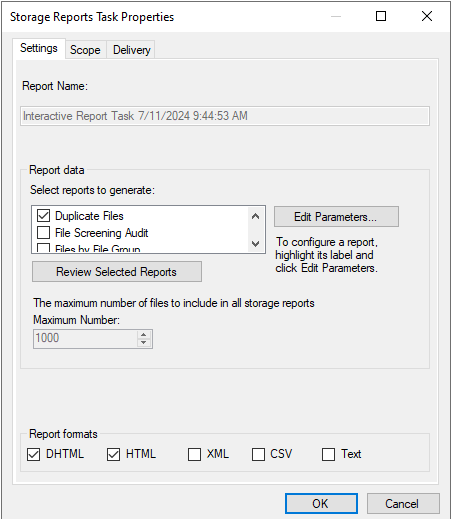 Storage Reports Task Properties
Settings Scope Delivery
Report Name:
Interactive Report Task 7/11/2024 9:44:53 AM
Report data
Select reports to generate:
Duplicate Files
File Screening Audit
Files by File Group
Edit Parameters...
To configure a report,
highlight its label and
click Edit Parameters.
Review Selected Reports
The maximum number of files to include in all storage reports
Maximum Number:
1000
Report formats
DHTML HTML XML CSV Text
OK Cancel